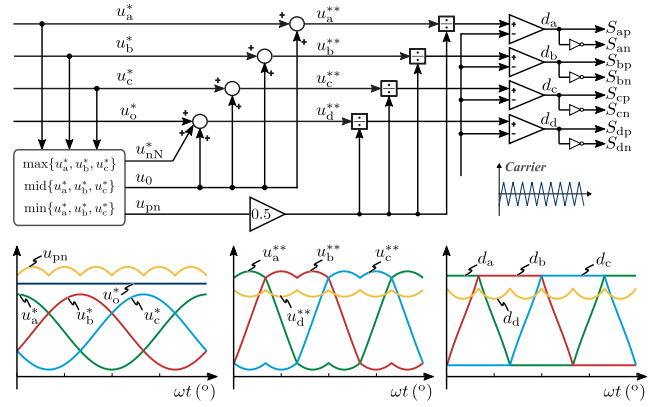 u*a u**a ÷ + − da Sap San
u*b u**b ÷ + − db Sbp Sbn
u*c u**c ÷ + − dc Scp Scn
u*o u**d ÷ + − dd Sdp Sdn
max{u*a, u*b, u*c} u*nN
mid{u*a, u*b, u*c} u0
min{u*a, u*b, u*c} upn 0.5
Carrier
upn u*o u*a u*b u*c ωt (°)
u**a u**b u**c u**d ωt (°)
da db dc dd ωt (°)